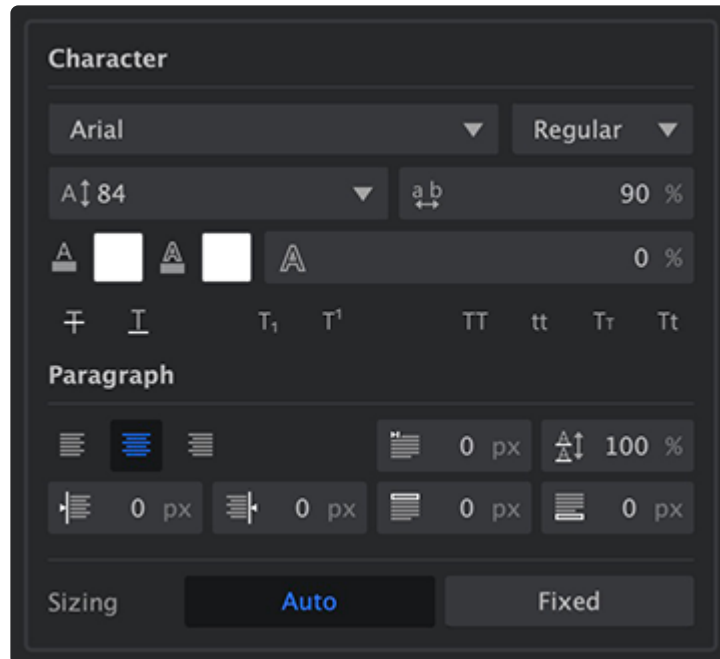 Character
Arial Regular
A 84 a b 90 %
A A A 0 %
T T T1 T1 TT tt TT Tt
Paragraph
0 px A A 100 %
0 px 0 px 0 px 0 px
Sizing Auto Fixed